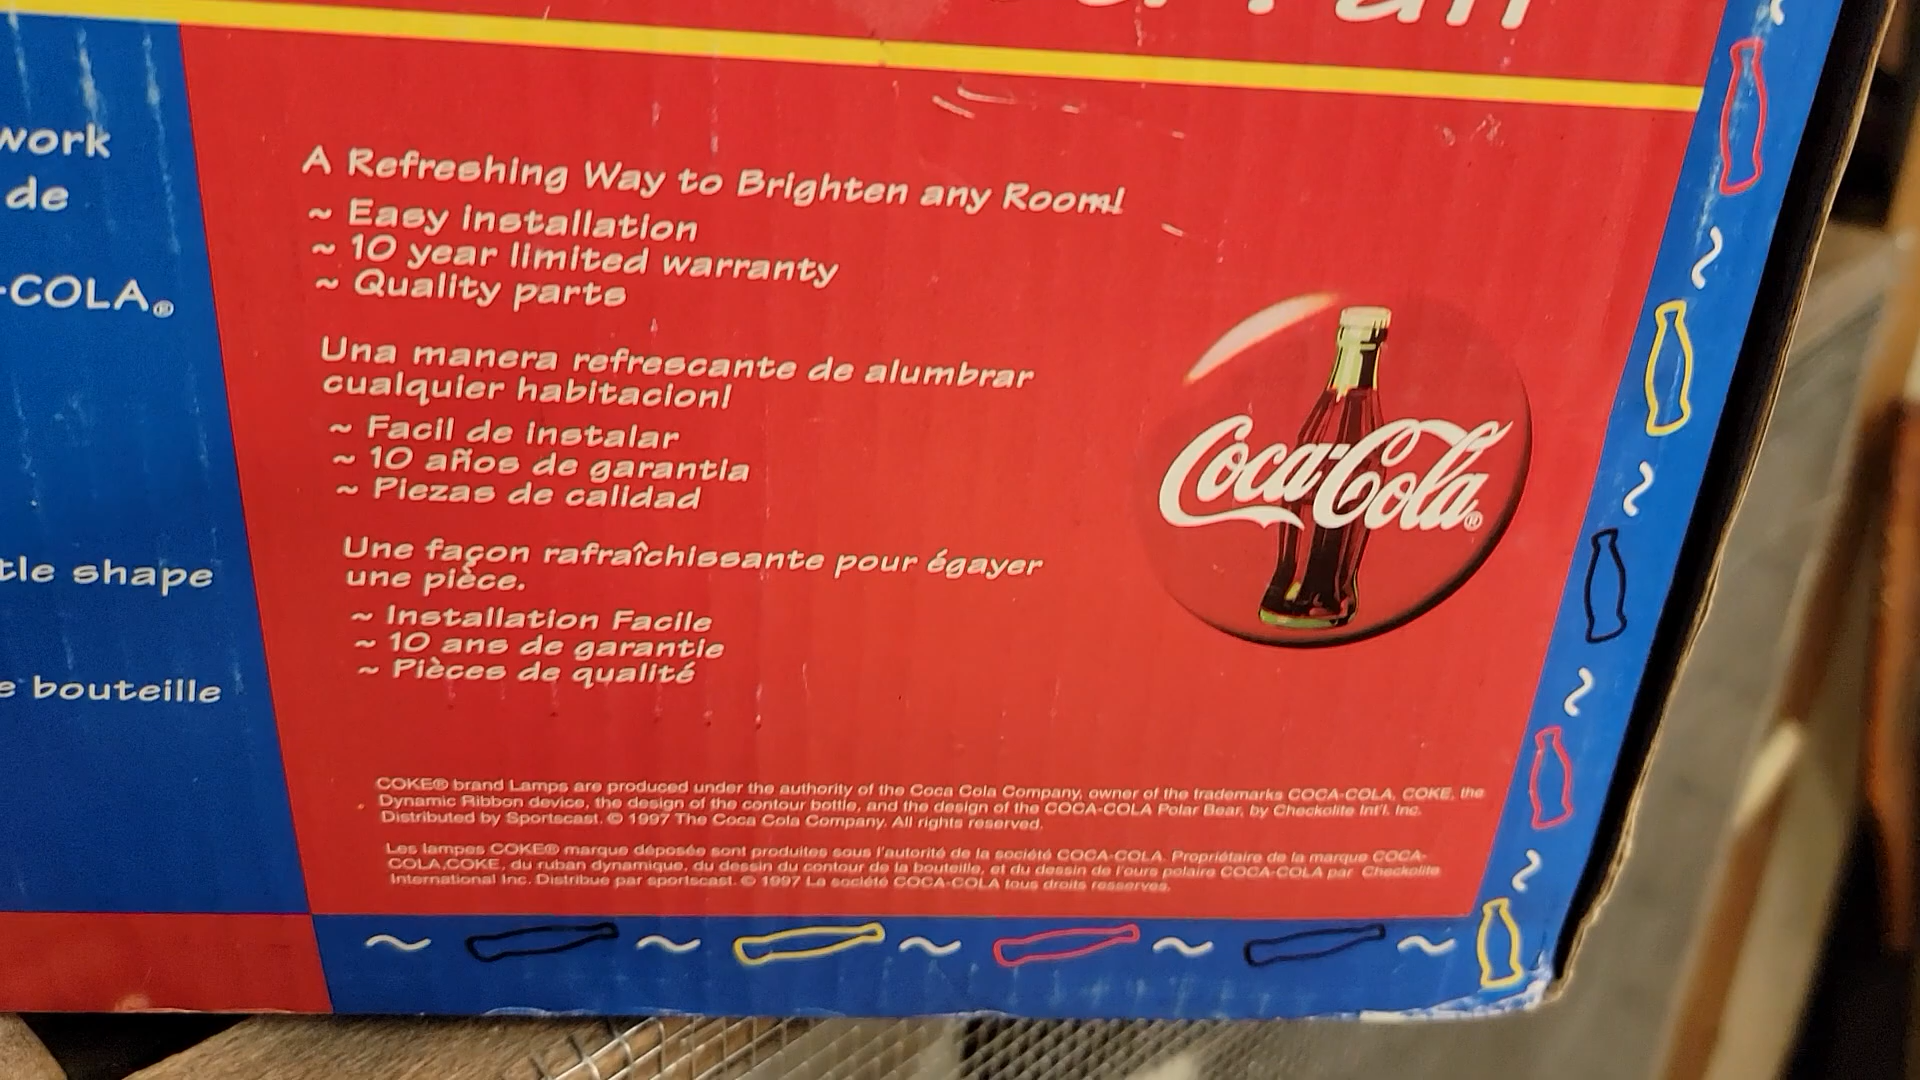 work
de
-COLA®
tle shape
e bouteille
A Refreshing Way to Brighten any Room!
~ Easy installation
~ 10 year limited warranty
~ Quality parts
Una manera refrescante de alumbrar
cualquier habitacion!
~ Facil de instalar
~ 10 años de garantia
~ Piezas de calidad
Une façon rafraîchissante pour égayer
une pièce.
~ Installation Facile
~ 10 ans de garantie
~ Pièces de qualité
Coca-Cola®
COKE® brand Lamps are produced under the authority of the Coca Cola Company, owner of the trademarks COCA-COLA, COKE, the
Dynamic Ribbon device, the design of the contour bottle, and the design of the COCA-COLA Polar Bear, by Checkolite Int'l. Inc.
Distributed by Sportscast. © 1997 The Coca Cola Company. All rights reserved.
Les lampes COKE® marque déposée sont produites sous l'autorité de la société COCA-COLA. Propriétaire de la marque COCA-
COLA,COKE, du ruban dynamique, du dessin du contour de la bouteille, et du dessin de l'ours polaire COCA-COLA par Checkolite
International Inc. Distribue par sportscast. © 1997 La société COCA-COLA tous droits resserves.